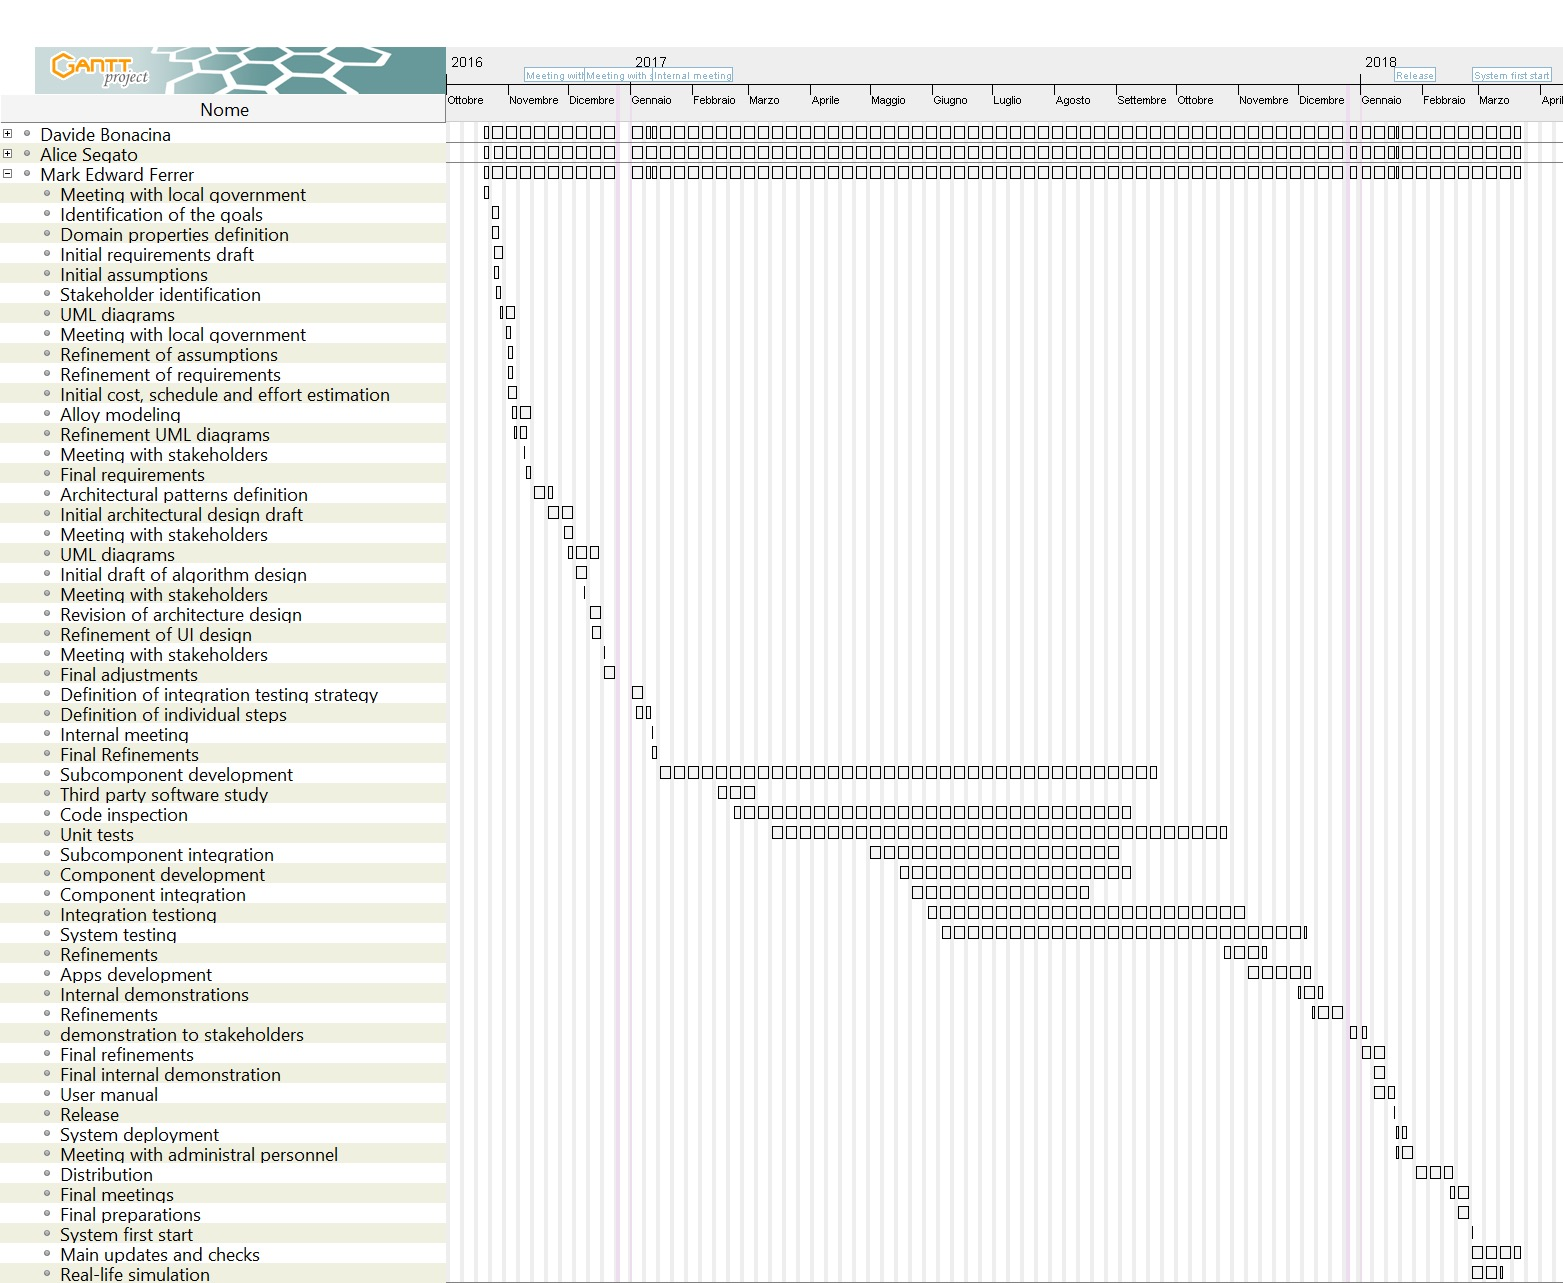 GANTT
project
2016
2017
2018
Meeting with
Meeting with s
Internal meeting
Release
System first start
Nome
Ottobre
Novembre
Dicembre
Gennaio
Febbraio
Marzo
Aprile
Maggio
Giugno
Luglio
Agosto
Settembre
Ottobre
Novembre
Dicembre
Gennaio
Febbraio
Marzo
April
Davide Bonacina
Alice Segato
Mark Edward Ferrer
Meeting with local government
Identification of the goals
Domain properties definition
Initial requirements draft
Initial assumptions
Stakeholder identification
UML diagrams
Meeting with local government
Refinement of assumptions
Refinement of requirements
Initial cost, schedule and effort estimation
Alloy modeling
Refinement UML diagrams
Meeting with stakeholders
Final requirements
Architectural patterns definition
Initial architectural design draft
Meeting with stakeholders
UML diagrams
Initial draft of algorithm design
Meeting with stakeholders
Revision of architecture design
Refinement of UI design
Meeting with stakeholders
Final adjustments
Definition of integration testing strategy
Definition of individual steps
Internal meeting
Final Refinements
Subcomponent development
Third party software study
Code inspection
Unit tests
Subcomponent integration
Component development
Component integration
Integration testiong
System testing
Refinements
Apps development
Internal demonstrations
Refinements
demonstration to stakeholders
Final refinements
Final internal demonstration
User manual
Release
System deployment
Meeting with administral personnel
Distribution
Final meetings
Final preparations
System first start
Main updates and checks
Real-life simulation